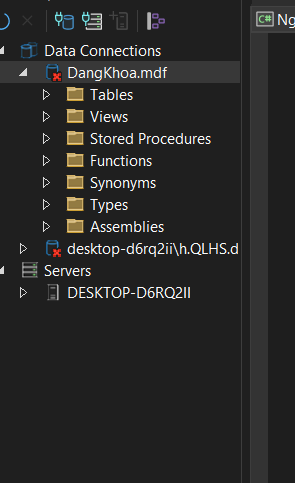 C# Ng
Data Connections
DangKhoa.mdf
Tables
Views
Stored Procedures
Functions
Synonyms
Types
Assemblies
desktop-d6rq2ii\h.QLHS.d
Servers
DESKTOP-D6RQ2II